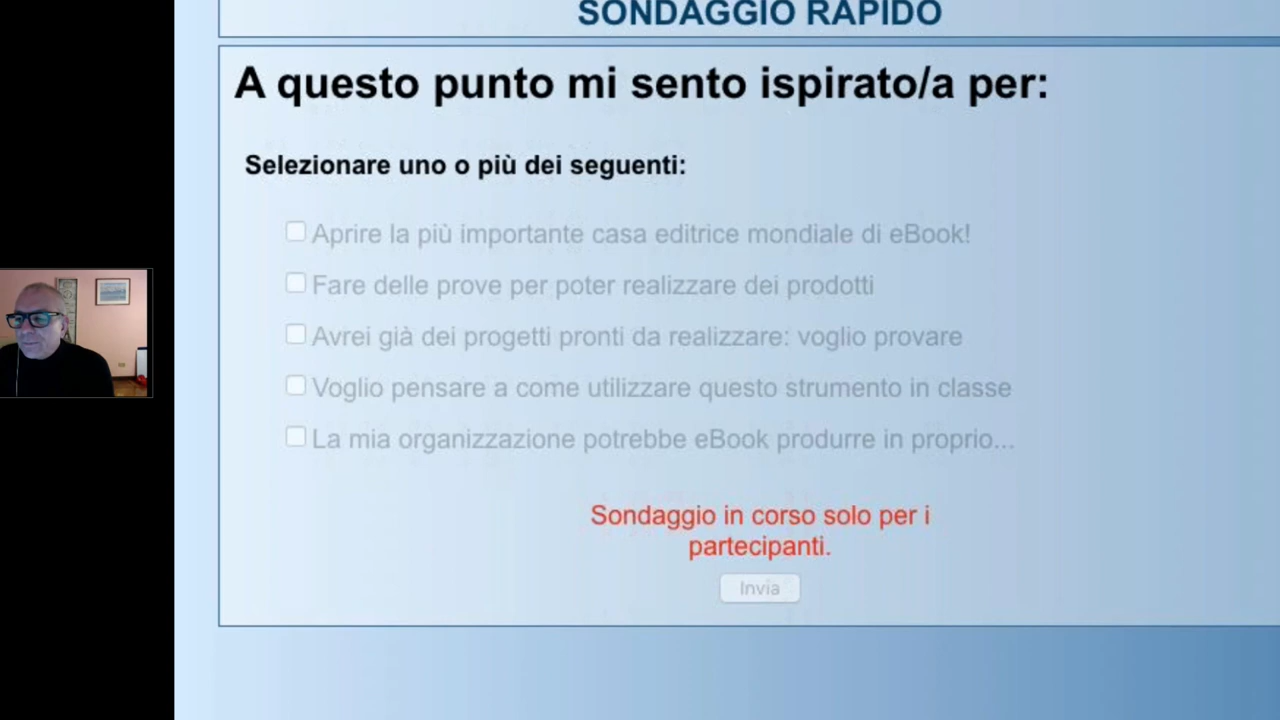 SONDAGGIO RAPIDO
A questo punto mi sento ispirato/a per:
Selezionare uno o più dei seguenti:
Aprire la più importante casa editrice mondiale di eBook!
Fare delle prove per poter realizzare dei prodotti
Avrei già dei progetti pronti da realizzare: voglio provare
Voglio pensare a come utilizzare questo strumento in classe
La mia organizzazione potrebbe eBook produrre in proprio...
Sondaggio in corso solo per i
partecipanti.
Invia